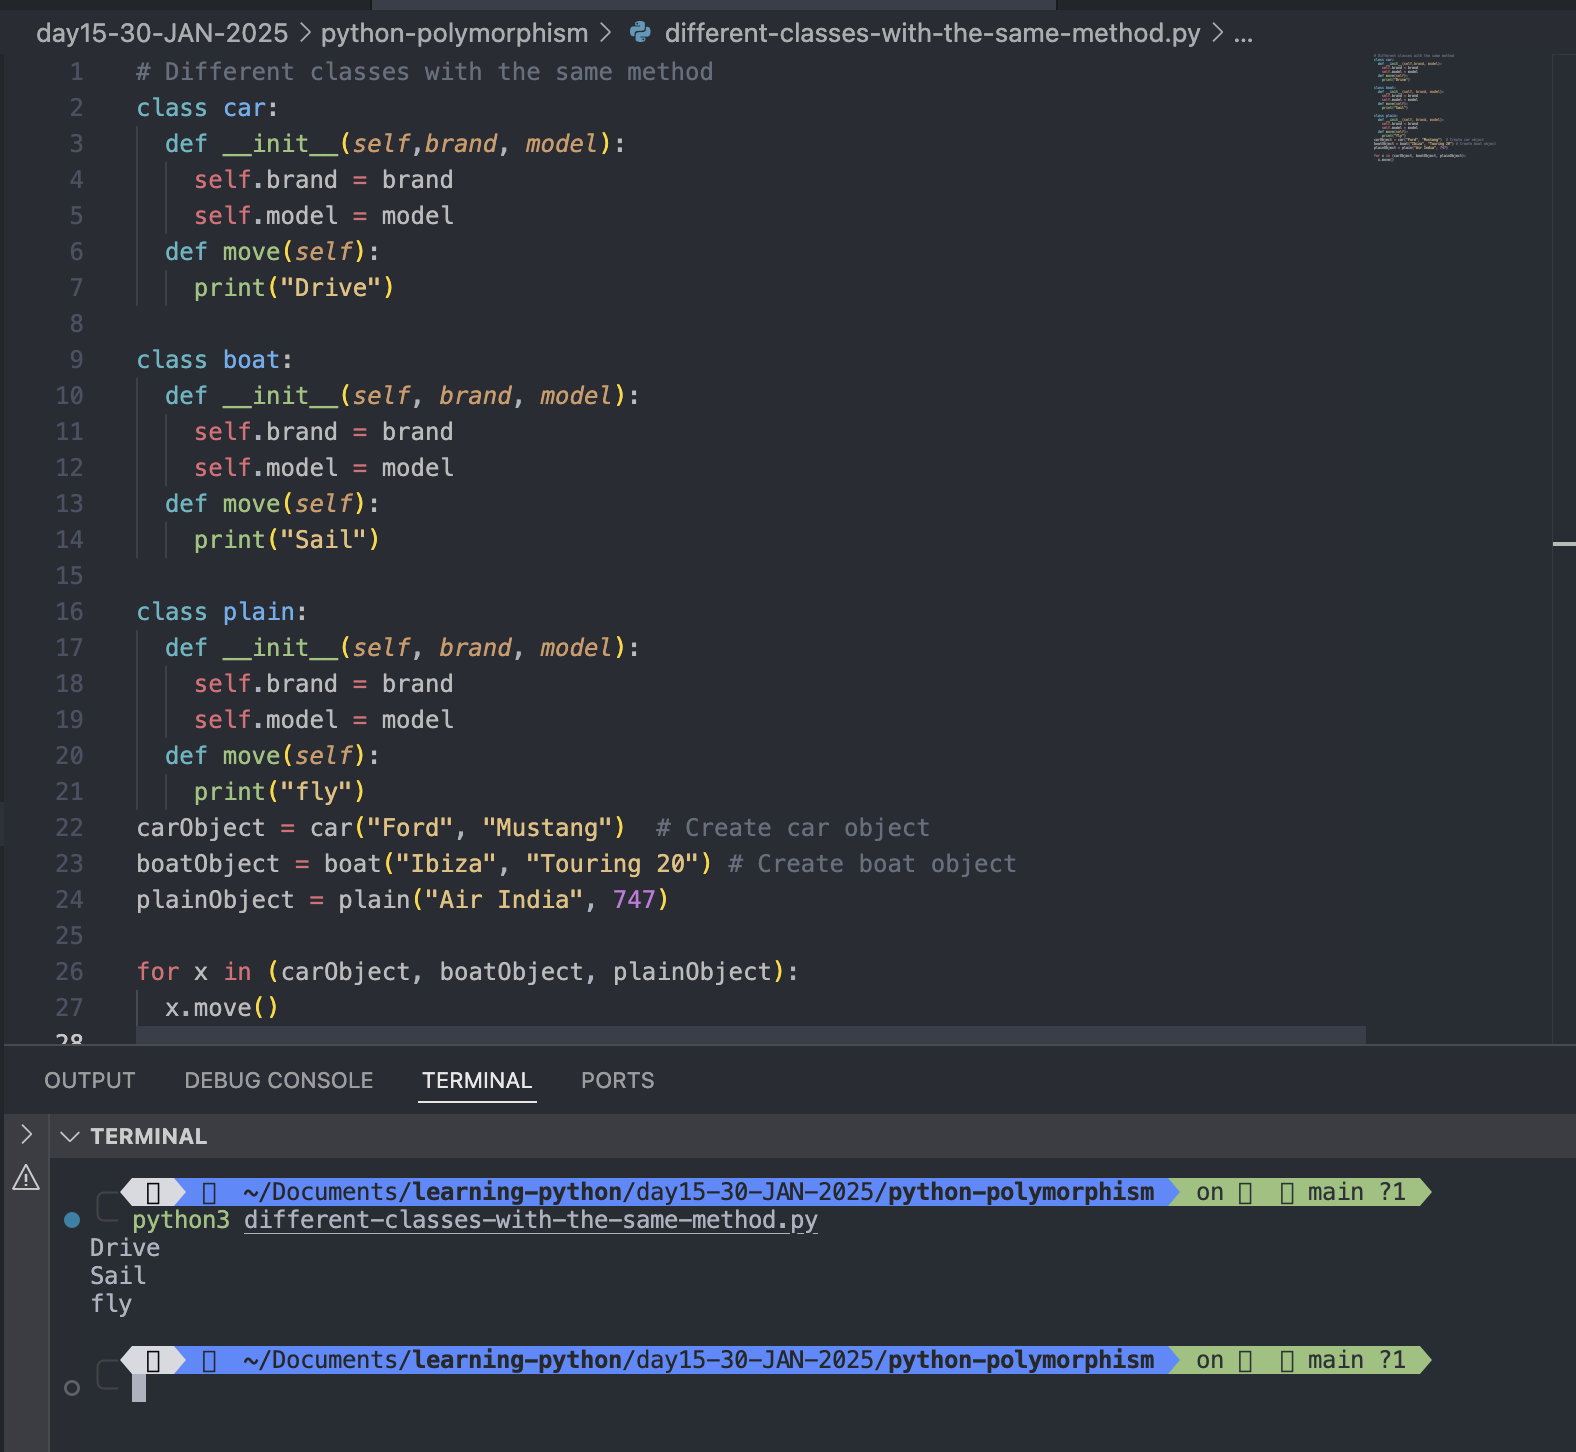 day15-30-JAN-2025 > python-polymorphism > different-classes-with-the-same-method.py > ...
1 # Different classes with the same method
2 class car:
3   def __init__(self,brand, model):
4     self.brand = brand
5     self.model = model
6   def move(self):
7     print("Drive")
8
9 class boat:
10   def __init__(self, brand, model):
11     self.brand = brand
12     self.model = model
13   def move(self):
14     print("Sail")
15
16 class plain:
17   def __init__(self, brand, model):
18     self.brand = brand
19     self.model = model
20   def move(self):
21     print("fly")
22 carObject = car("Ford", "Mustang")  # Create car object
23 boatObject = boat("Ibiza", "Touring 20") # Create boat object
24 plainObject = plain("Air India", 747)
25
26 for x in (carObject, boatObject, plainObject):
27   x.move()
28
OUTPUT DEBUG CONSOLE TERMINAL PORTS
TERMINAL
~/Documents/learning-python/day15-30-JAN-2025/python-polymorphism on main ?1
python3 different-classes-with-the-same-method.py
Drive
Sail
fly
~/Documents/learning-python/day15-30-JAN-2025/python-polymorphism on main ?1